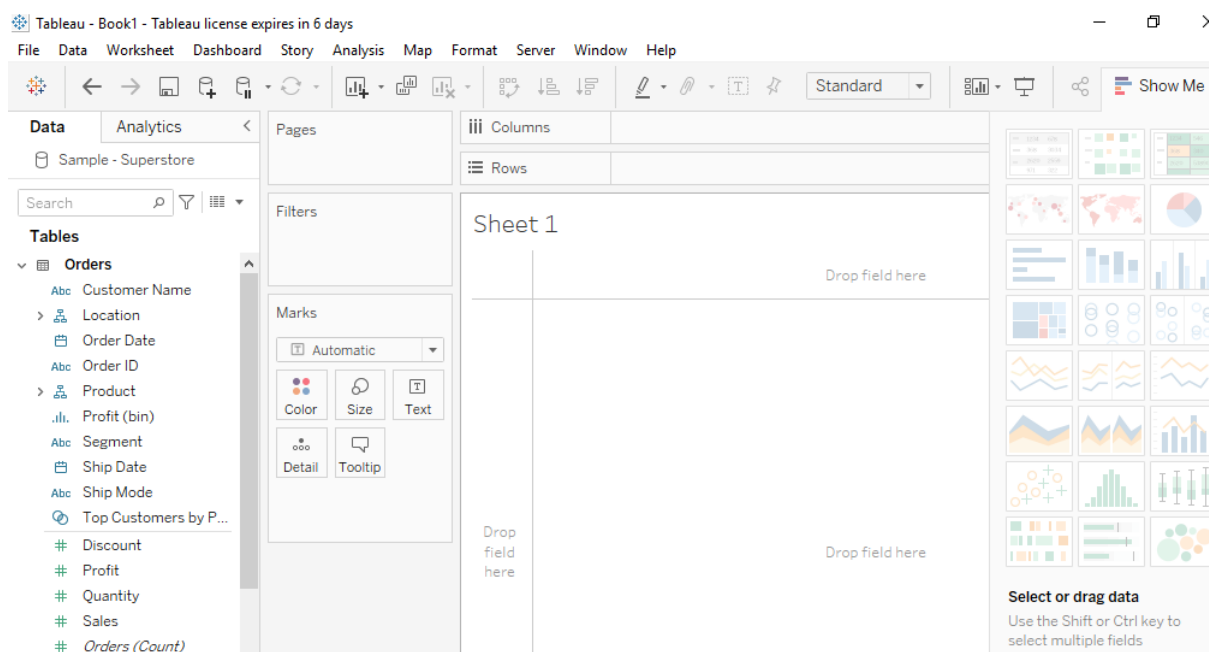 Tableau - Book1 - Tableau license expires in 6 days
File Data Worksheet Dashboard Story Analysis Map Format Server Window Help
Standard
Show Me
Data Analytics
Sample - Superstore
Search
Tables
Orders
Abc Customer Name
Location
Order Date
Abc Order ID
Product
Profit (bin)
Abc Segment
Ship Date
Abc Ship Mode
Top Customers by P...
# Discount
# Profit
# Quantity
# Sales
# Orders (Count)
Pages
Filters
Marks
T Automatic
Color Size Text
Detail Tooltip
Columns
Rows
Sheet 1
Drop field here
Drop
field
here
Drop field here
Select or drag data
Use the Shift or Ctrl key to
select multiple fields